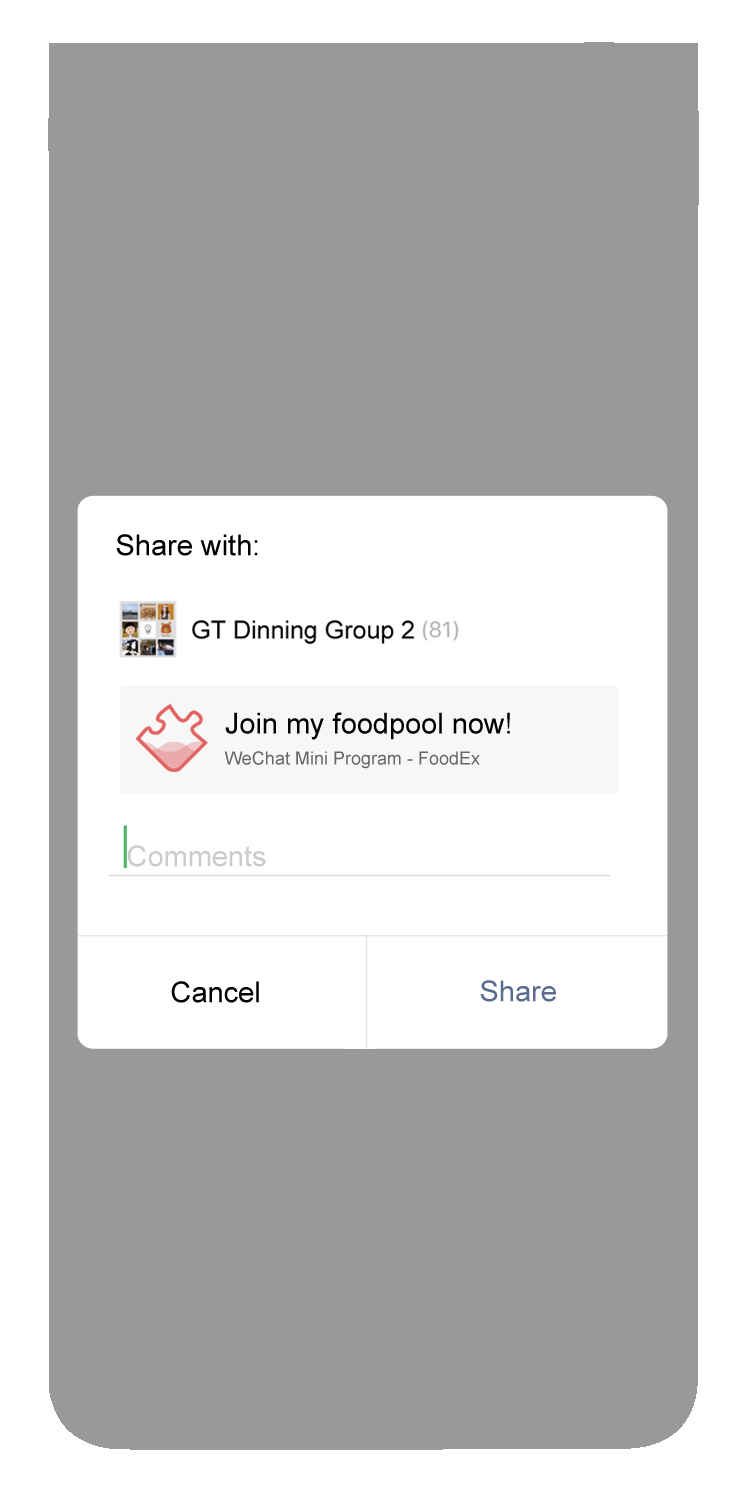 Share with:
GT Dinning Group 2 (81)
Join my foodpool now!
WeChat Mini Program - FoodEx
Comments
Cancel
Share